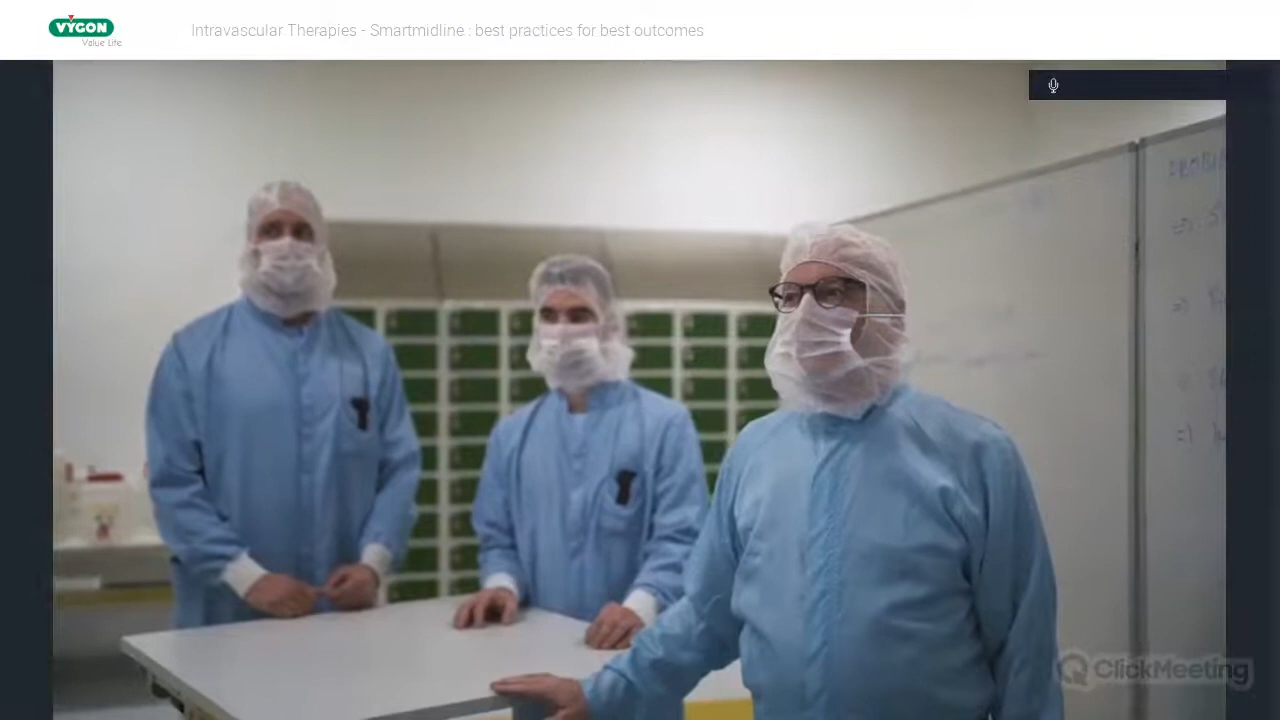 VYGON
Value Life
Intravascular Therapies - Smartmidline : best practices for best outcomes
ClickMeeting